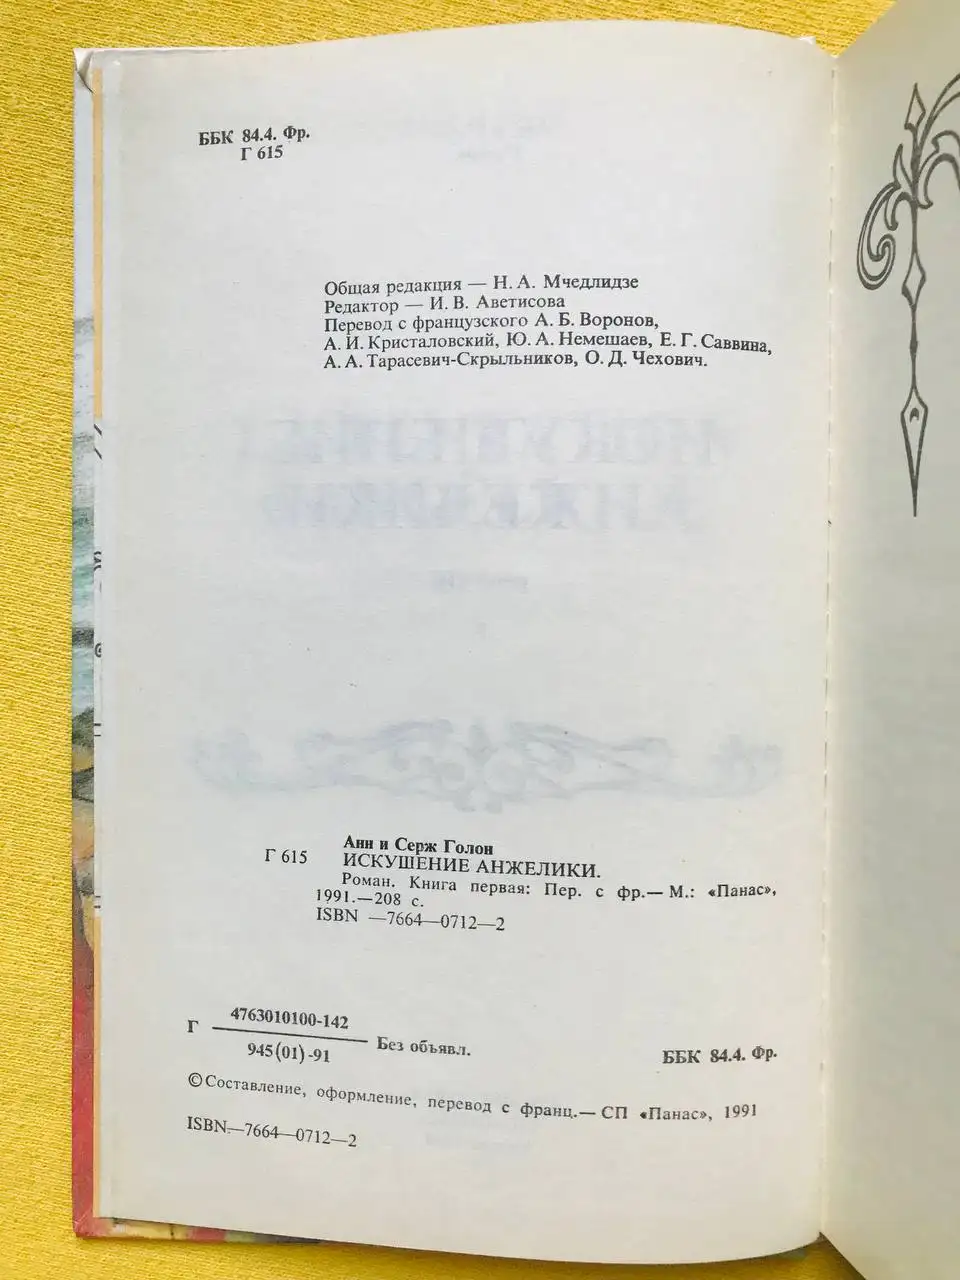 ББК 84.4. Фр.
Г 615
Общая редакция — Н. А. Мчедлидзе
Редактор — И. В. Аветисова
Перевод с французского А. Б. Воронов,
А. И. Кристаловский, Ю. А. Немешаев, Е. Г. Саввина,
А. А. Тарасевич-Скрыльников, О. Д. Чехович.
Анн и Серж Голон
Г 615 ИСКУШЕНИЕ АНЖЕЛИКИ.
Роман. Книга первая: Пер. с фр.— М.: «Панас»,
1991.—208 с.
ISBN —7664—0712—2
4763010100-142
Г Без объявл.
945(01)-91
ББК 84.4. Фр.
©Составление, оформление, перевод с франц.— СП «Панас», 1991
ISBN—7664—0712—2